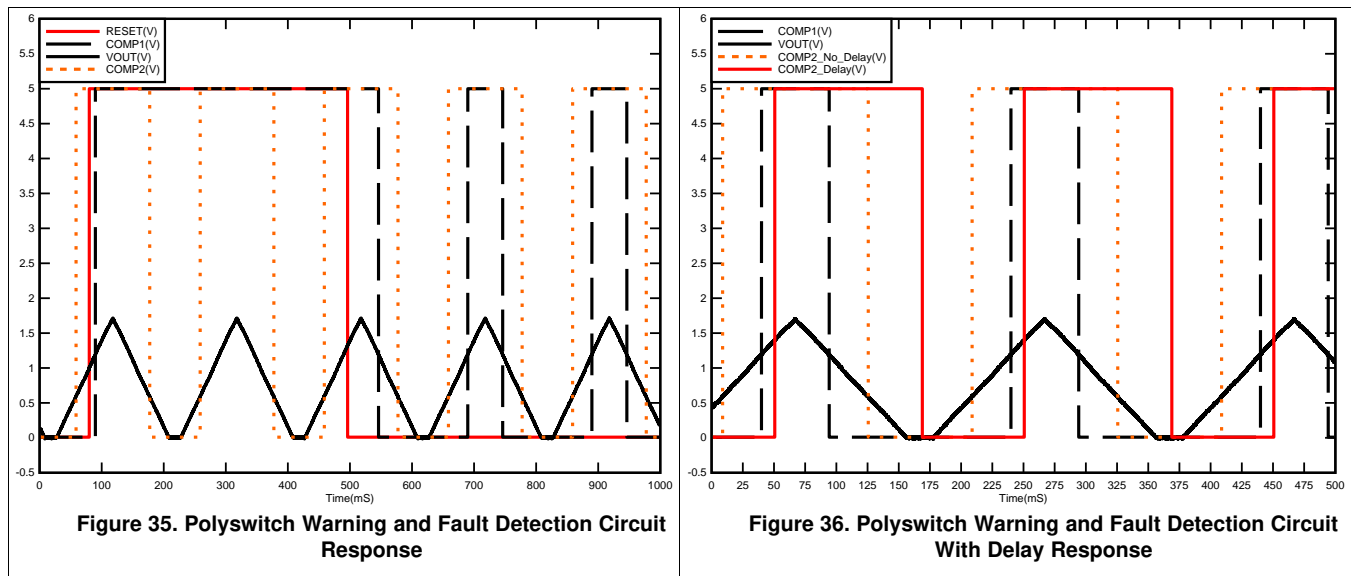 6
5.5
5
4.5
4
3.5
3
2.5
2
1.5
1
0.5
0
-0.5
RESET(V)
COMP1(V)
VOUT(V)
COMP2(V)
0 100 200 300 400 500 600 700 800 900 1000
Time(mS)
Figure 35. Polyswitch Warning and Fault Detection Circuit
Response
6
5.5
5
4.5
4
3.5
3
2.5
2
1.5
1
0.5
0
-0.5
COMP1(V)
VOUT(V)
COMP2_No_Delay(V)
COMP2_Delay(V)
0 25 50 75 100 125 150 175 200 225 250 275 300 325 350 375 400 425 450 475 500
Time(mS)
Figure 36. Polyswitch Warning and Fault Detection Circuit
With Delay Response